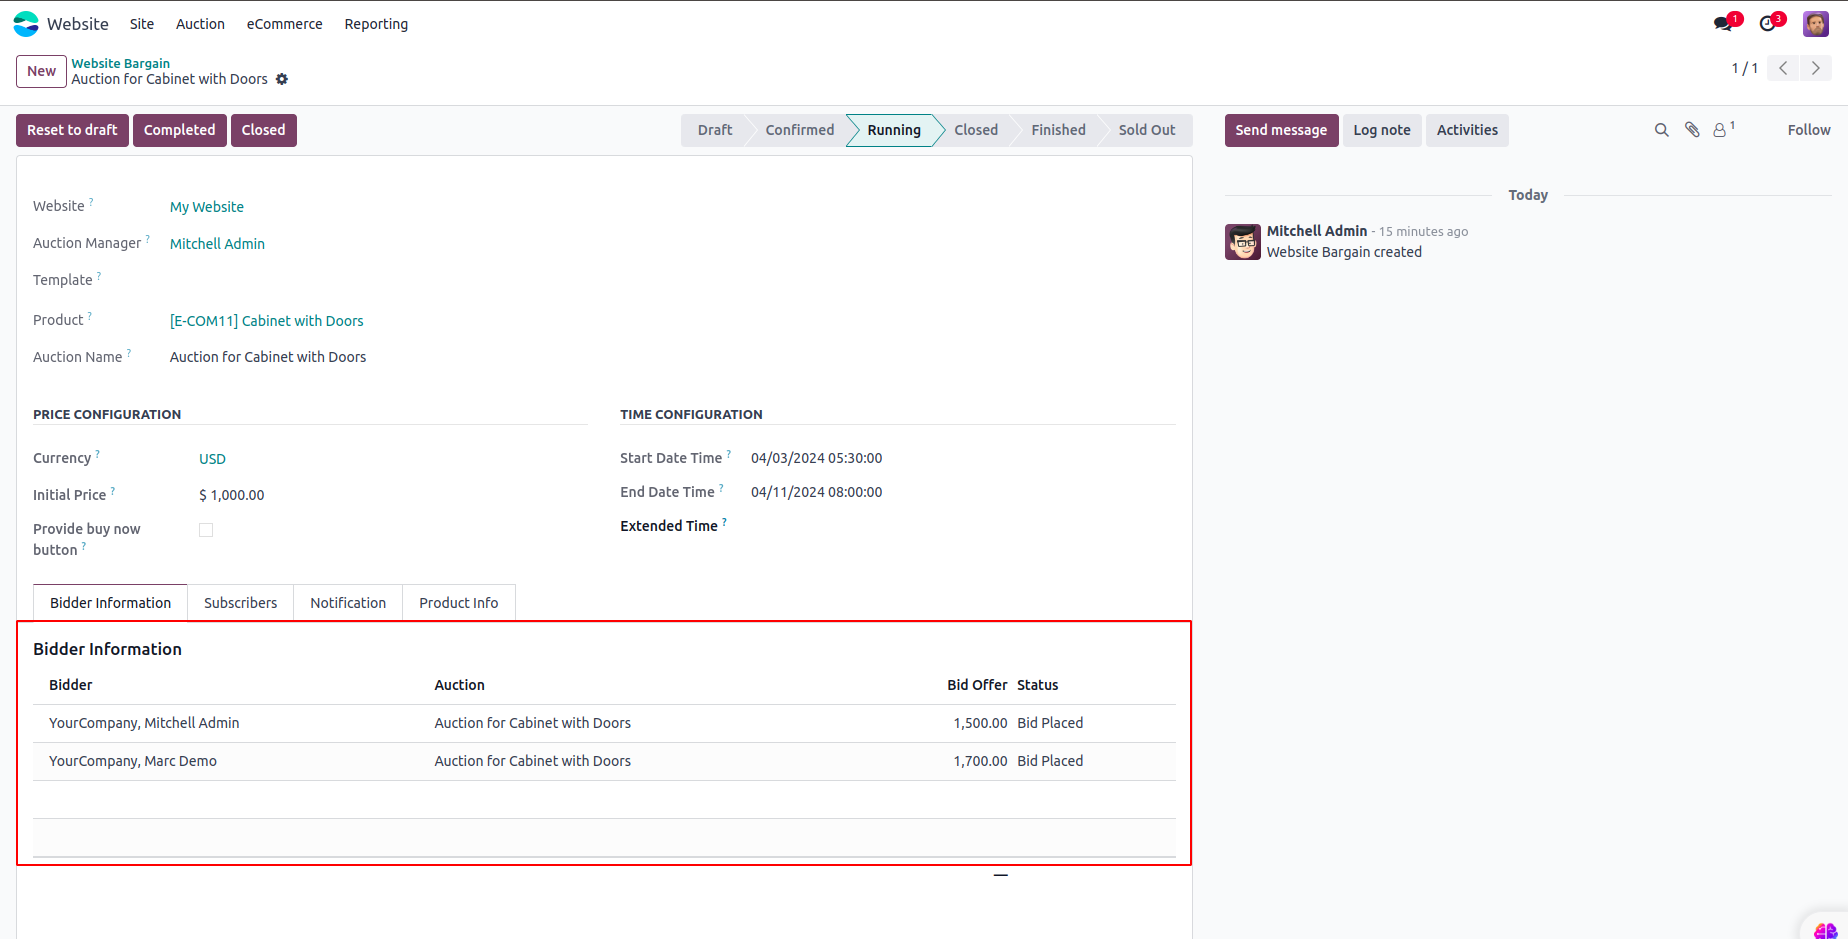 Website Site Auction eCommerce Reporting 1 3
New Website Bargain
Auction for Cabinet with Doors
1 / 1
Reset to draft Completed Closed Draft Confirmed Running Closed Finished Sold Out Send message Log note Activities 1 Follow
Website ? My Website
Auction Manager ? Mitchell Admin
Template ?
Product ? [E-COM11] Cabinet with Doors
Auction Name ? Auction for Cabinet with Doors
PRICE CONFIGURATION
Currency ? USD
Initial Price ? $ 1,000.00
Provide buy now
button ?
TIME CONFIGURATION
Start Date Time ? 04/03/2024 05:30:00
End Date Time ? 04/11/2024 08:00:00
Extended Time ?
Bidder Information Subscribers Notification Product Info
Bidder Information
Bidder Auction Bid Offer Status
YourCompany, Mitchell Admin Auction for Cabinet with Doors 1,500.00 Bid Placed
YourCompany, Marc Demo Auction for Cabinet with Doors 1,700.00 Bid Placed
Today
Mitchell Admin - 15 minutes ago
Website Bargain created